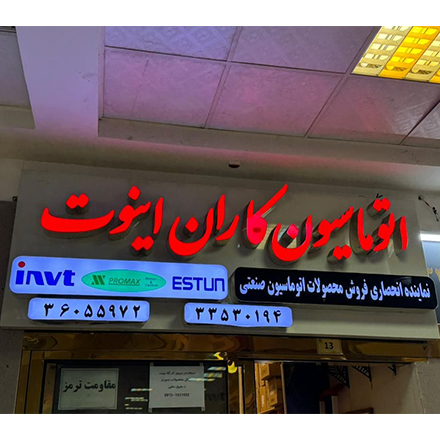 اتوماسیون کاران اینوت
invt PROMAX ESTUN
نماینده انحصاری فروش محصولات اتوماسیون صنعتی
۳۶۰۵۵۹۷۲
۳۳۵۳۰۱۹۴
13
مقاومت ترمز